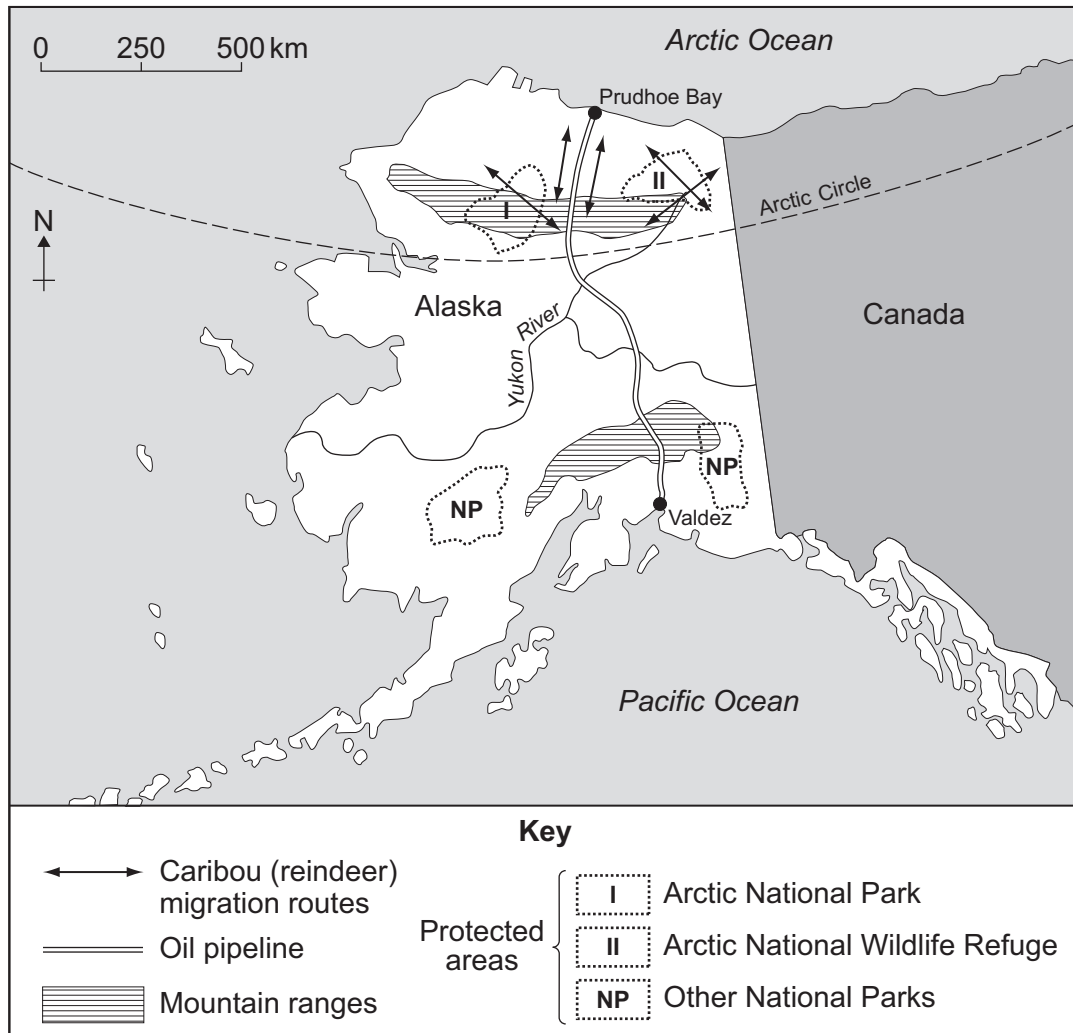 0 250 500 km
Arctic Ocean
Prudhoe Bay
II
I
Arctic Circle
N
Alaska
Canada
Yukon River
NP
NP
Valdez
Pacific Ocean
Key
Caribou (reindeer)
migration routes
Oil pipeline
Mountain ranges
Protected
areas
I Arctic National Park
II Arctic National Wildlife Refuge
NP Other National Parks